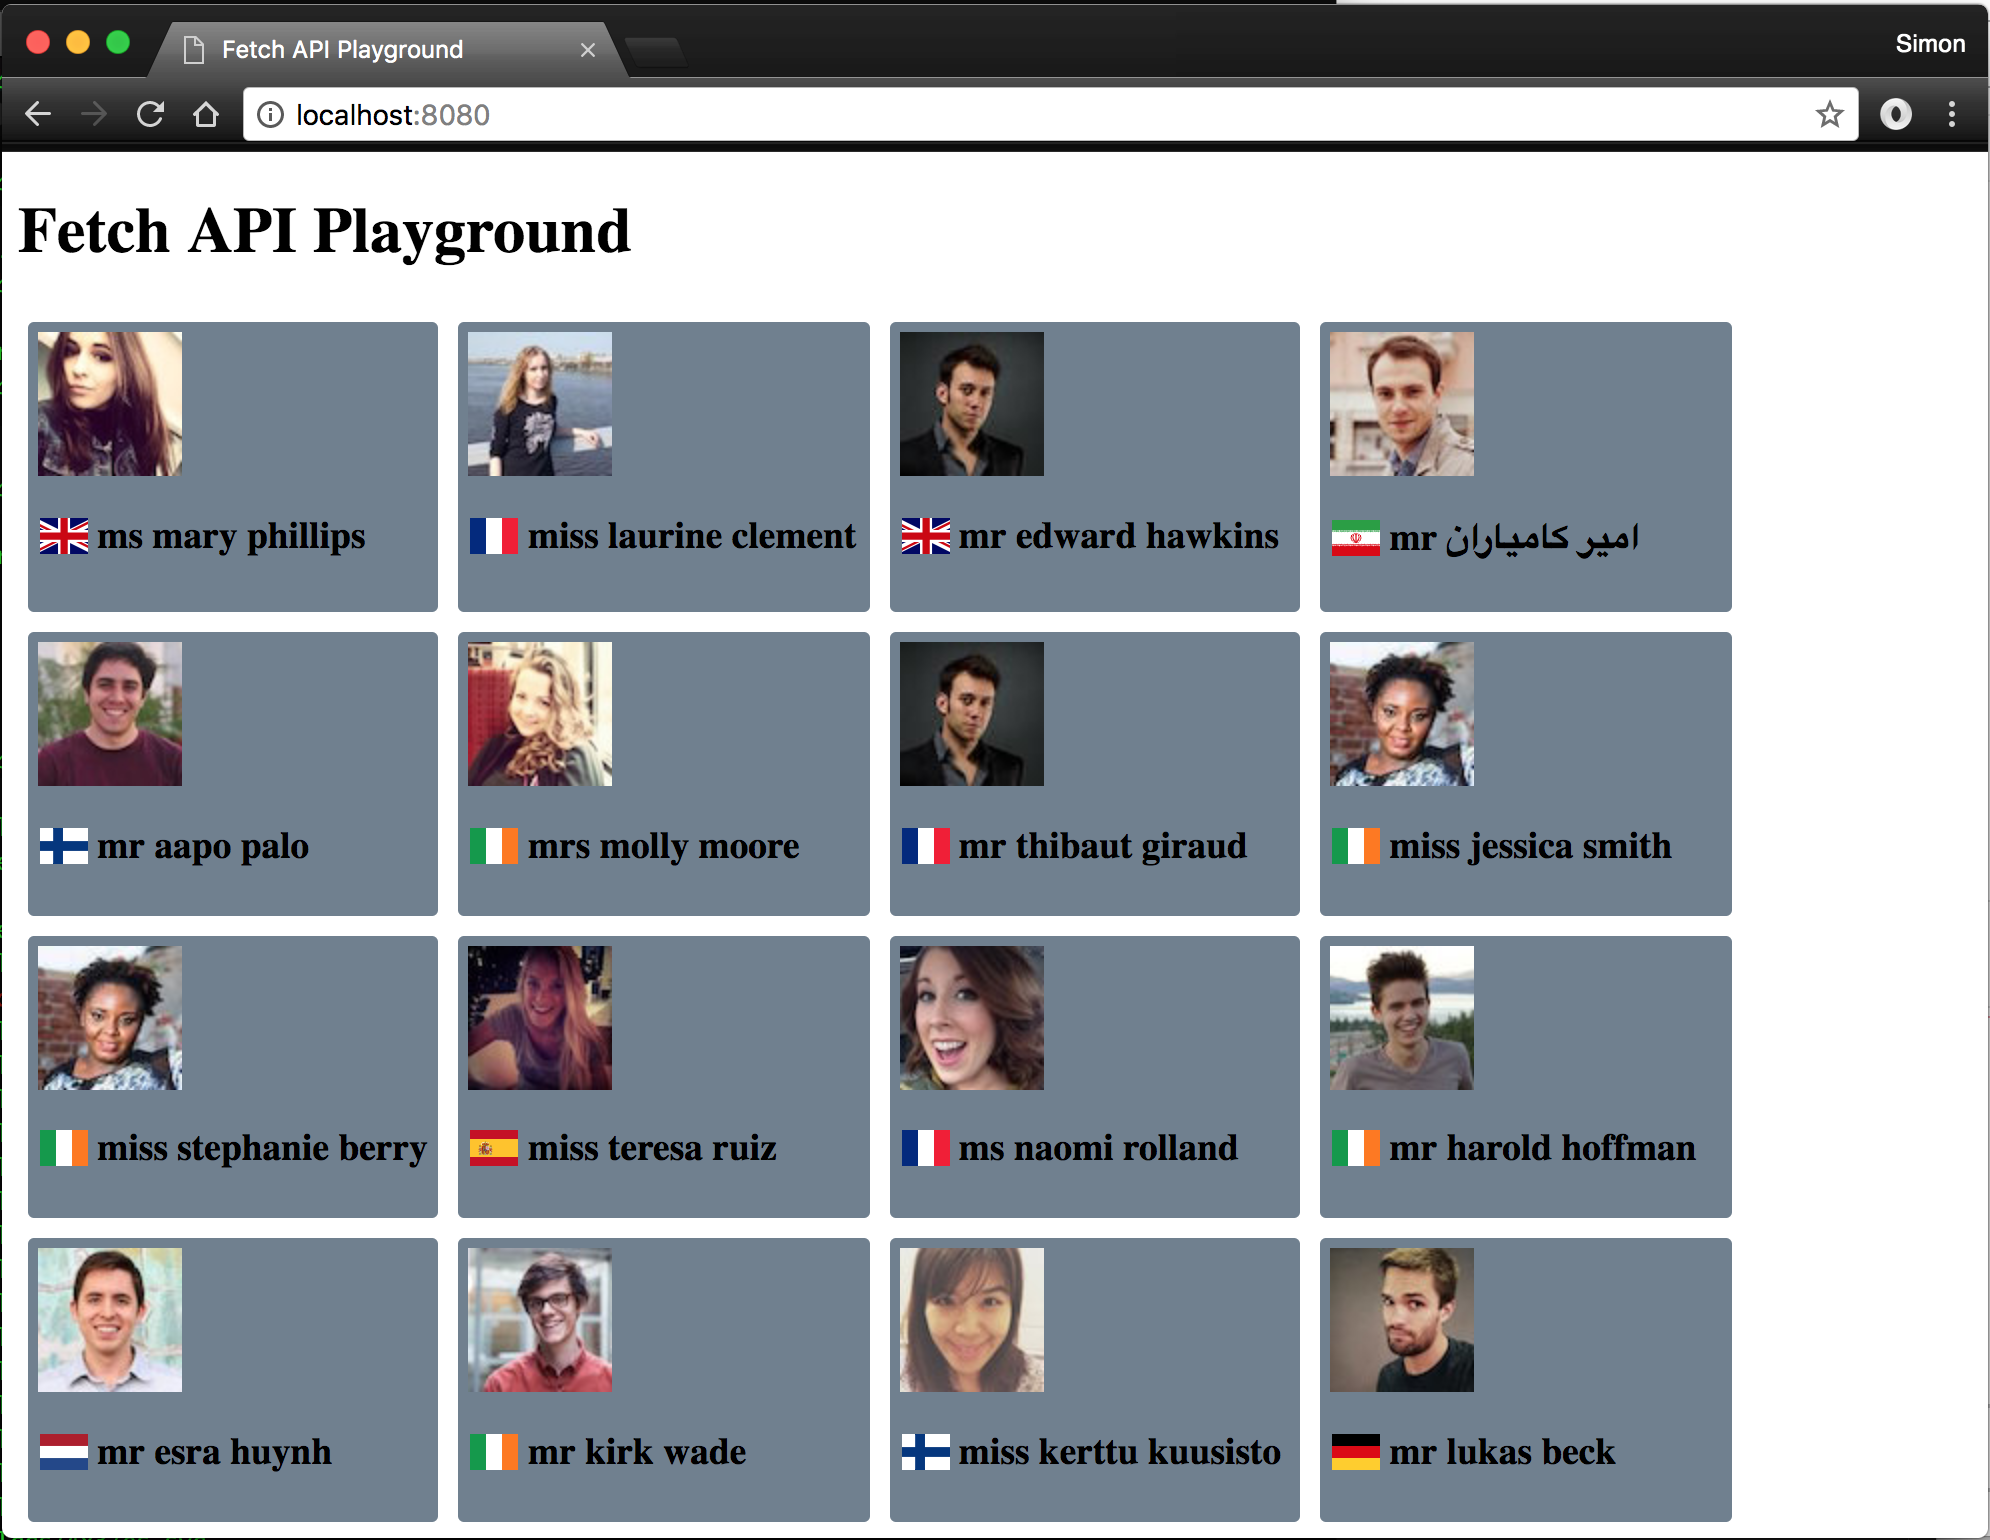 Fetch API Playground
Simon
localhost:8080
Fetch API Playground
ms mary phillips
miss laurine clement
mr edward hawkins
mr امیر کامیاران
mr aapo palo
mrs molly moore
mr thibaut giraud
miss jessica smith
miss stephanie berry
miss teresa ruiz
ms naomi rolland
mr harold hoffman
mr esra huynh
mr kirk wade
miss kerttu kuusisto
mr lukas beck